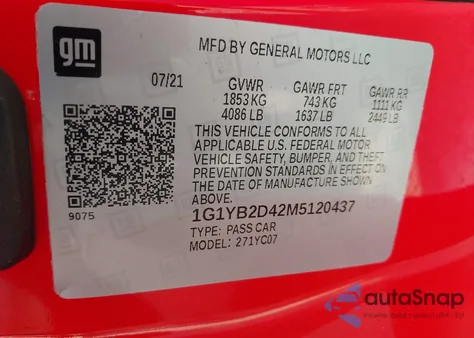 gm
MFD BY GENERAL MOTORS LLC
07/21 GVWR GAWR FRT GAWR RR
1853 KG 743 KG 1111 KG
4086 LB 1637 LB 2449 LB
THIS VEHICLE CONFORMS TO ALL
APPLICABLE U.S. FEDERAL MOTOR
VEHICLE SAFETY, BUMPER, AND THEFT
PREVENTION STANDARDS IN EFFECT ON
THE DATE OF MANUFACTURE SHOWN
ABOVE.
9075
1G1YB2D42M5120437
TYPE: PASS CAR
MODEL: 271YC07
autoSnap